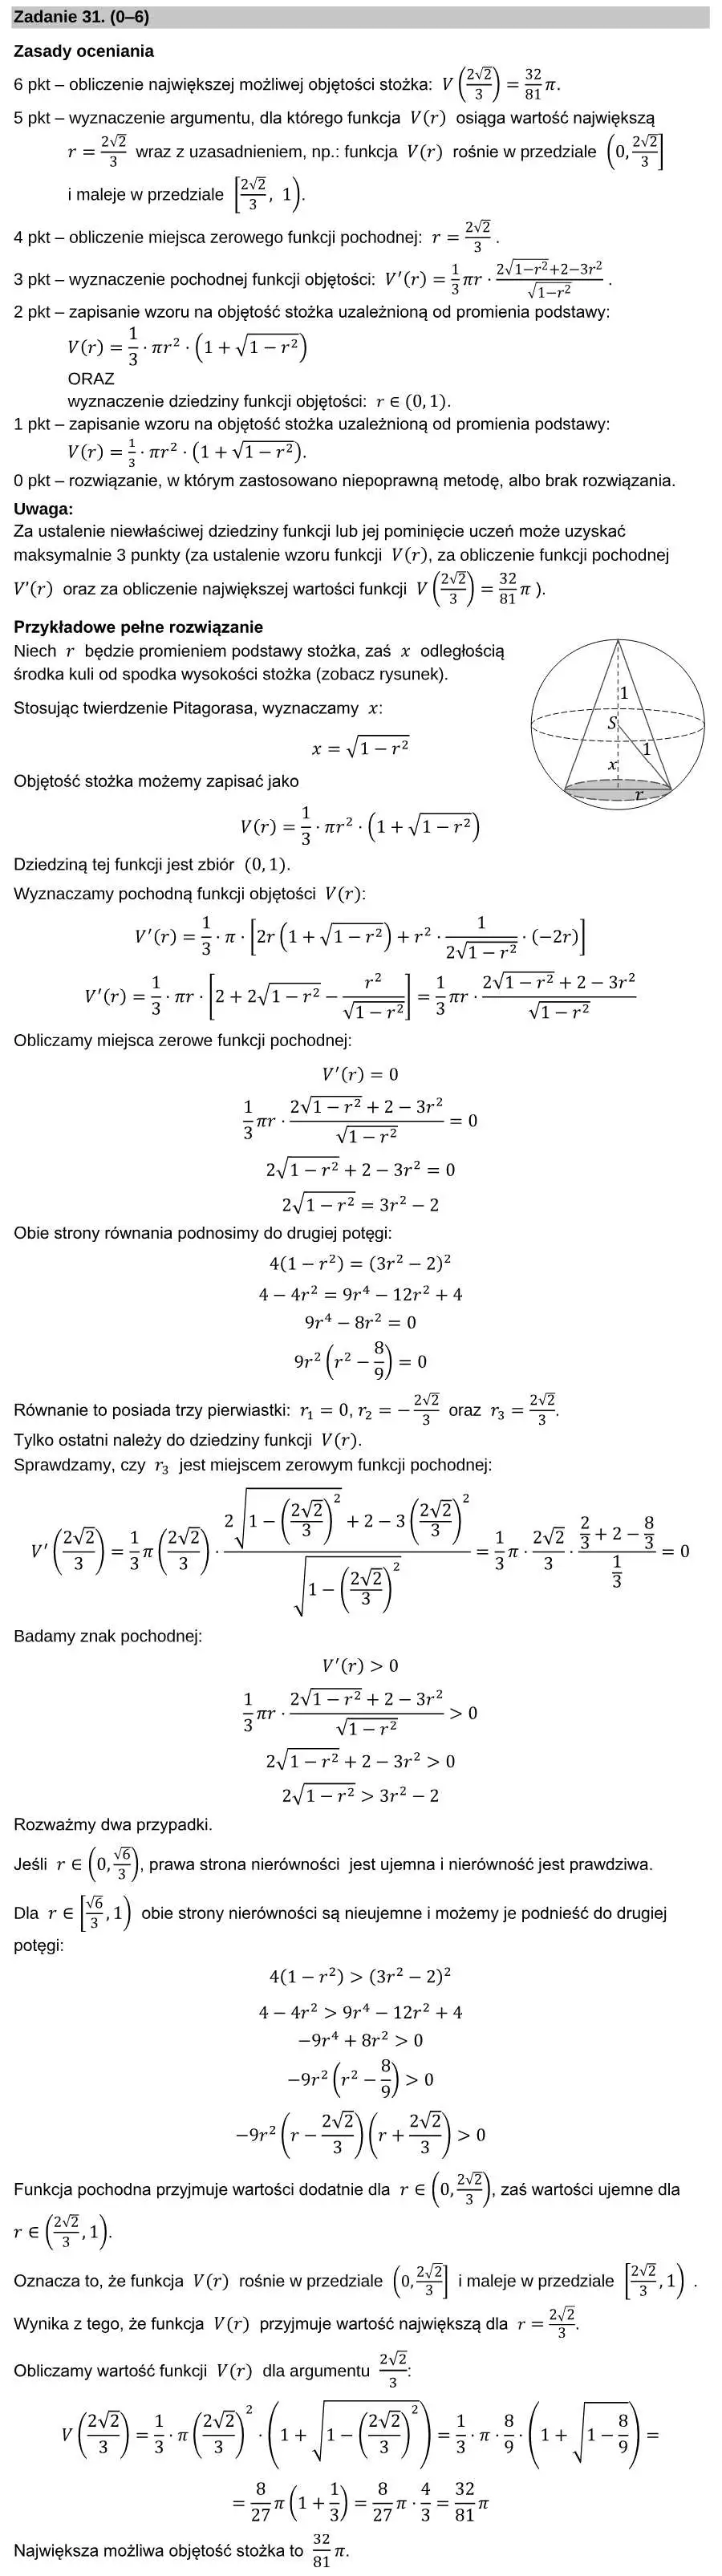 Zadanie 31. (0–6)
Zasady oceniania
6 pkt – obliczenie największej możliwej objętości stożka: V(2√2/3) = 32/81 π.
5 pkt – wyznaczenie argumentu, dla którego funkcja V(r) osiąga wartość największą
r = 2√2/3 wraz z uzasadnieniem, np.: funkcja V(r) rośnie w przedziale (0, 2√2/3]
i maleje w przedziale [2√2/3, 1).
4 pkt – obliczenie miejsca zerowego funkcji pochodnej: r = 2√2/3 .
3 pkt – wyznaczenie pochodnej funkcji objętości: V′(r) = 1/3 πr · (2√(1−r²)+2−3r²)/√(1−r²) .
2 pkt – zapisanie wzoru na objętość stożka uzależnioną od promienia podstawy:
V(r) = 1/3 · πr² · (1 + √(1 − r²))
ORAZ
wyznaczenie dziedziny funkcji objętości: r ∈ (0, 1).
1 pkt – zapisanie wzoru na objętość stożka uzależnioną od promienia podstawy:
V(r) = 1/3 · πr² · (1 + √(1 − r²)).
0 pkt – rozwiązanie, w którym zastosowano niepoprawną metodę, albo brak rozwiązania.
Uwaga:
Za ustalenie niewłaściwej dziedziny funkcji lub jej pominięcie uczeń może uzyskać
maksymalnie 3 punkty (za ustalenie wzoru funkcji V(r), za obliczenie funkcji pochodnej
V′(r) oraz za obliczenie największej wartości funkcji V(2√2/3) = 32/81 π ).
Przykładowe pełne rozwiązanie
Niech r będzie promieniem podstawy stożka, zaś x odległością
środka kuli od spodka wysokości stożka (zobacz rysunek).
Stosując twierdzenie Pitagorasa, wyznaczamy x:
x = √(1 − r²)
1
S
1
x
r
Objętość stożka możemy zapisać jako
V(r) = 1/3 · πr² · (1 + √(1 − r²))
Dziedziną tej funkcji jest zbiór (0, 1).
Wyznaczamy pochodną funkcji objętości V(r):
V′(r) = 1/3 · π · [2r(1 + √(1 − r²)) + r² · 1/(2√(1 − r²)) · (−2r)]
V′(r) = 1/3 · πr · [2 + 2√(1 − r²) − r²/√(1 − r²)] = 1/3 πr · (2√(1 − r²) + 2 − 3r²)/√(1 − r²)
Obliczamy miejsca zerowe funkcji pochodnej:
V′(r) = 0
1/3 πr · (2√(1 − r²) + 2 − 3r²)/√(1 − r²) = 0
2√(1 − r²) + 2 − 3r² = 0
2√(1 − r²) = 3r² − 2
Obie strony równania podnosimy do drugiej potęgi:
4(1 − r²) = (3r² − 2)²
4 − 4r² = 9r⁴ − 12r² + 4
9r⁴ − 8r² = 0
9r²(r² − 8/9) = 0
Równanie to posiada trzy pierwiastki: r₁ = 0, r₂ = −2√2/3 oraz r₃ = 2√2/3.
Tylko ostatni należy do dziedziny funkcji V(r).
Sprawdzamy, czy r₃ jest miejscem zerowym funkcji pochodnej:
V′(2√2/3) = 1/3 π(2√2/3) · (2√(1 − (2√2/3)²) + 2 − 3(2√2/3)²)/√(1 − (2√2/3)²) = 1/3 π · 2√2/3 · (2/3 + 2 − 8/3)/(1/3) = 0
Badamy znak pochodnej:
V′(r) > 0
1/3 πr · (2√(1 − r²) + 2 − 3r²)/√(1 − r²) > 0
2√(1 − r²) + 2 − 3r² > 0
2√(1 − r²) > 3r² − 2
Rozważmy dwa przypadki.
Jeśli r ∈ (0, √6/3), prawa strona nierówności jest ujemna i nierówność jest prawdziwa.
Dla r ∈ [√6/3, 1) obie strony nierówności są nieujemne i możemy je podnieść do drugiej
potęgi:
4(1 − r²) > (3r² − 2)²
4 − 4r² > 9r⁴ − 12r² + 4
−9r⁴ + 8r² > 0
−9r²(r² − 8/9) > 0
−9r²(r − 2√2/3)(r + 2√2/3) > 0
Funkcja pochodna przyjmuje wartości dodatnie dla r ∈ (0, 2√2/3), zaś wartości ujemne dla
r ∈ (2√2/3, 1).
Oznacza to, że funkcja V(r) rośnie w przedziale (0, 2√2/3] i maleje w przedziale [2√2/3, 1) .
Wynika z tego, że funkcja V(r) przyjmuje wartość największą dla r = 2√2/3.
Obliczamy wartość funkcji V(r) dla argumentu 2√2/3:
V(2√2/3) = 1/3 · π(2√2/3)² · (1 + √(1 − (2√2/3)²)) = 1/3 · π · 8/9 · (1 + √(1 − 8/9)) =
= 8/27 π(1 + 1/3) = 8/27 π · 4/3 = 32/81 π
Największa możliwa objętość stożka to 32/81 π.